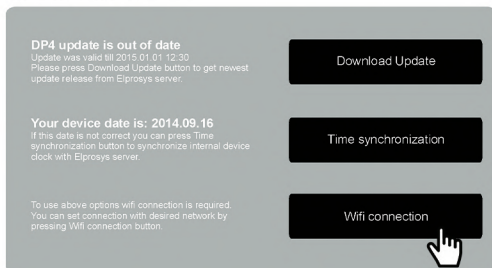 DP4 update is out of date
Update was valid till 2015.01.01 12:30
Please press Download Update button to get newest
update release from Elprosys server.
Download Update
Your device date is: 2014.09.16
If this date is not correct you can press Time
synchronization button to synchronize internal device
clock with Elprosys server.
Time synchronization
To use above options wifi connection is required.
You can set connection with desired network by
pressing Wifi connection button.
Wifi connection